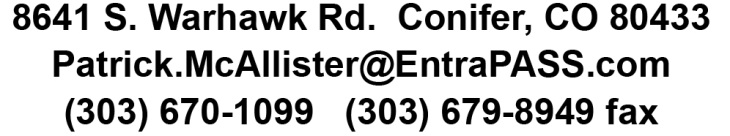 8641 S. Warhawk Rd.  Conifer, CO 80433
Patrick.McAllister@EntraPASS.com
(303) 670-1099   (303) 679-8949 fax